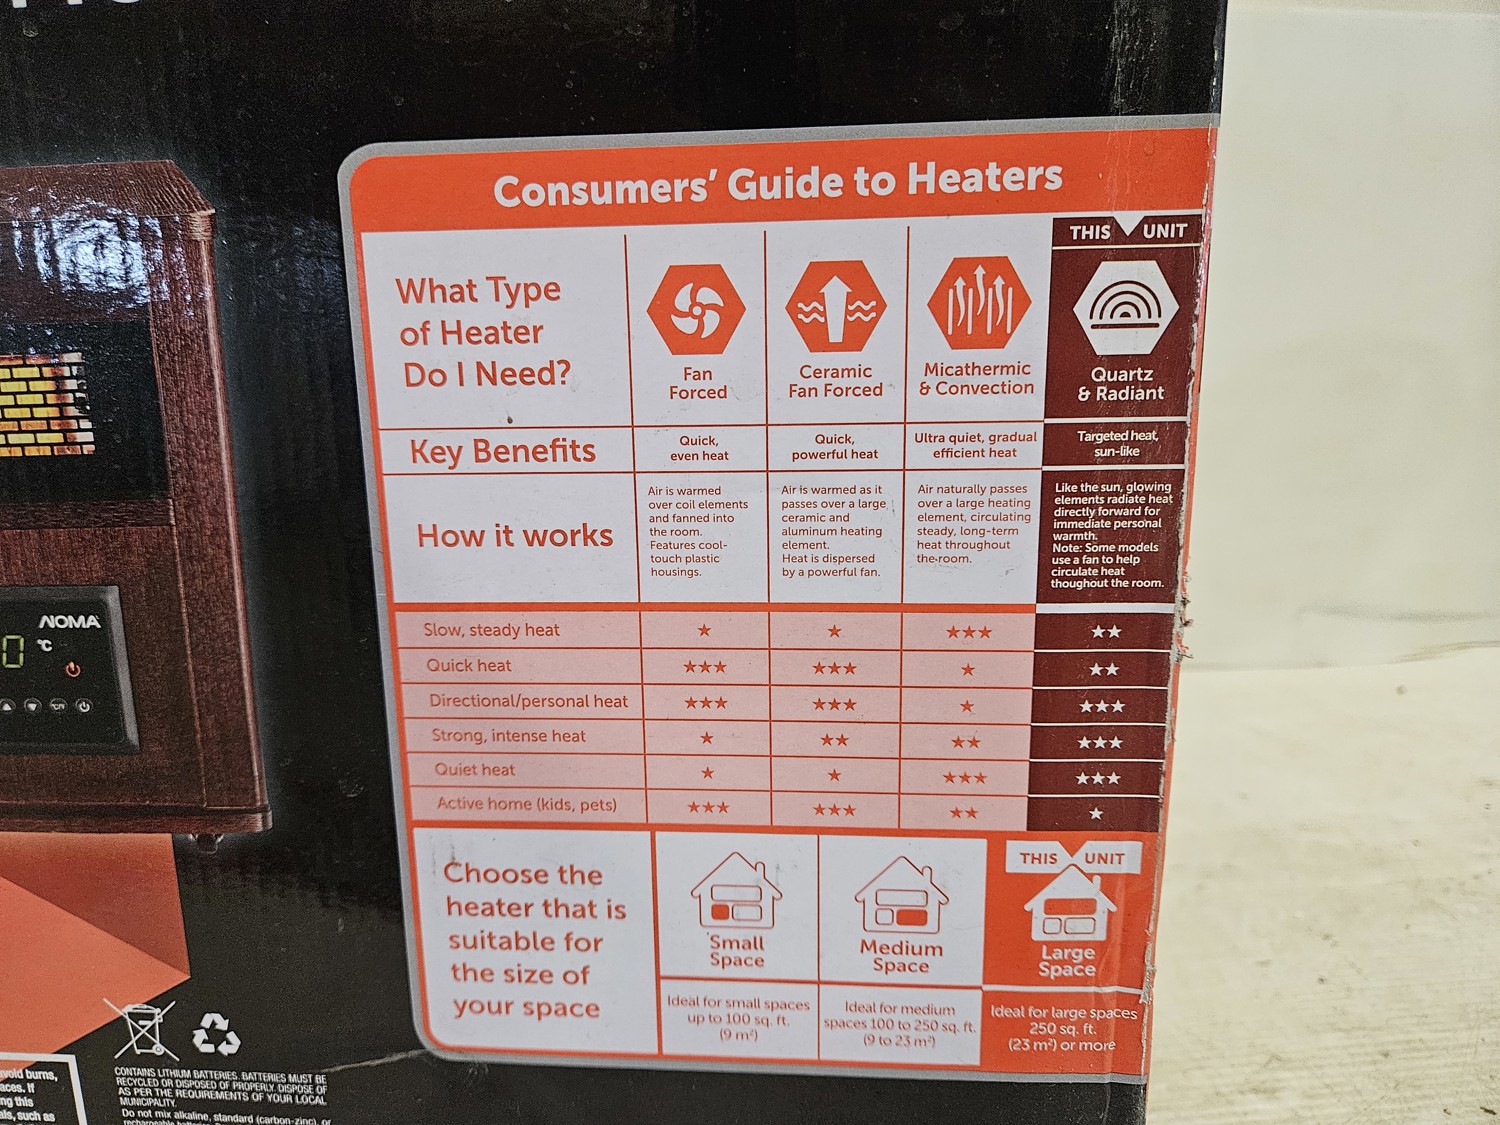 Consumers' Guide to Heaters
THIS UNIT
What Type
of Heater
Do I Need?
Fan
Forced
Ceramic
Fan Forced
Micathermic
& Convection
Quartz
& Radiant
Key Benefits
Quick,
even heat
Quick,
powerful heat
Ultra quiet, gradual
efficient heat
Targeted heat,
sun-like
How it works
Air is warmed
over coil elements
and fanned into
the room.
Features cool-
touch plastic
housings.
Air is warmed as it
passes over a large
ceramic and
aluminum heating
element.
Heat is dispersed
by a powerful fan.
Air naturally passes
over a large heating
element, circulating
steady, long-term
heat throughout
the room.
Like the sun, glowing
elements radiate heat
directly forward for
immediate personal
warmth.
Note: Some models
use a fan to help
circulate heat
thoughout the room.
Slow, steady heat ★ ★ ★★★ ★★
Quick heat ★★★ ★★★ ★ ★★
Directional/personal heat ★★★ ★★★ ★ ★★★
Strong, intense heat ★ ★★ ★★ ★★★
Quiet heat ★ ★ ★★★ ★★★
Active home (kids, pets) ★★★ ★★★ ★★ ★
Choose the
heater that is
suitable for
the size of
your space
Small
Space
Medium
Space
THIS UNIT
Large
Space
Ideal for small spaces
up to 100 sq. ft.
(9 m²)
Ideal for medium
spaces 100 to 250 sq. ft.
(9 to 23 m²)
Ideal for large spaces
250 sq. ft.
(23 m²) or more
NOMA
0 °C
avoid burns,
aces. If
ng this
als, such as
CONTAINS LITHIUM BATTERIES. BATTERIES MUST BE
RECYCLED OR DISPOSED OF PROPERLY. DISPOSE OF
AS PER THE REQUIREMENTS OF YOUR LOCAL
MUNICIPALITY.
Do not mix alkaline, standard (carbon-zinc), or